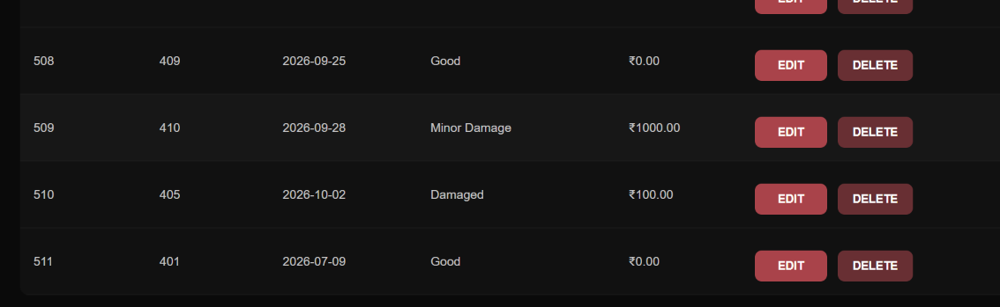 EDIT DELETE
508 409 2026-09-25 Good ₹0.00 EDIT DELETE
509 410 2026-09-28 Minor Damage ₹1000.00 EDIT DELETE
510 405 2026-10-02 Damaged ₹100.00 EDIT DELETE
511 401 2026-07-09 Good ₹0.00 EDIT DELETE